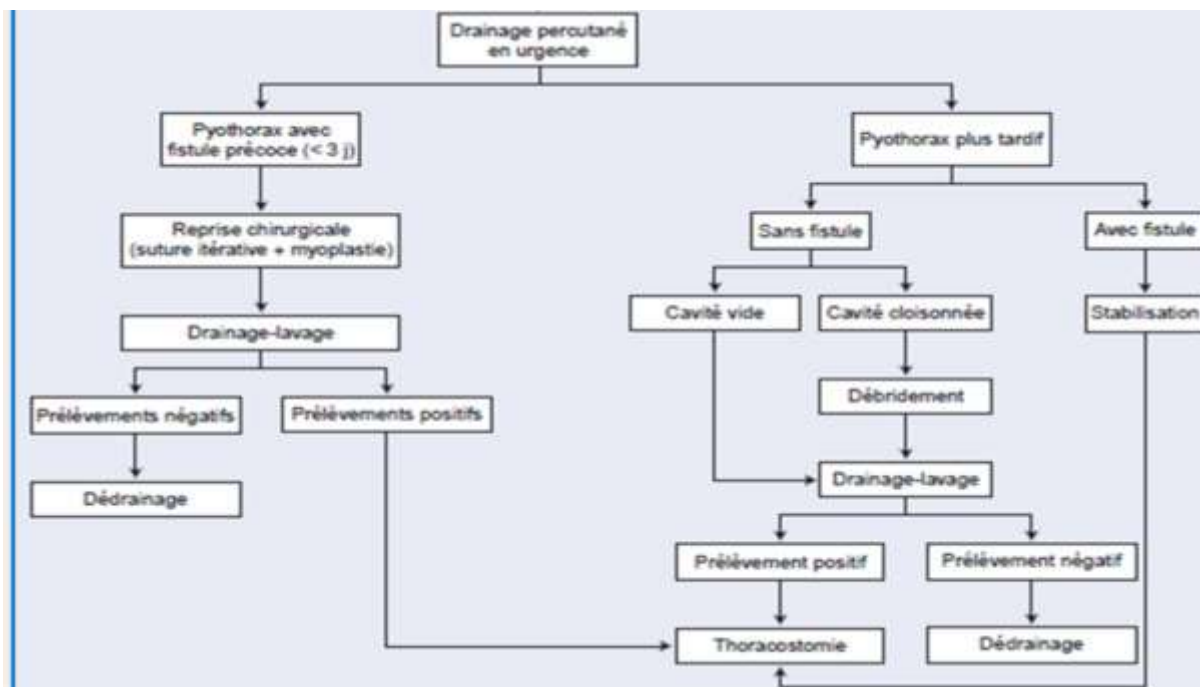 Drainage percutané
en urgence
Pyothorax avec
fistule précoce (< 3 j)
Pyothorax plus tardif
Reprise chirurgicale
(suture itérative + myoplastie)
Sans fistule
Avec fistule
Cavité vide
Cavité cloisonnée
Stabilisation
Drainage-lavage
Débridement
Prélèvements négatifs
Prélèvements positifs
Drainage-lavage
Dédrainage
Prélèvement positif
Prélèvement négatif
Thoracostomie
Dédrainage